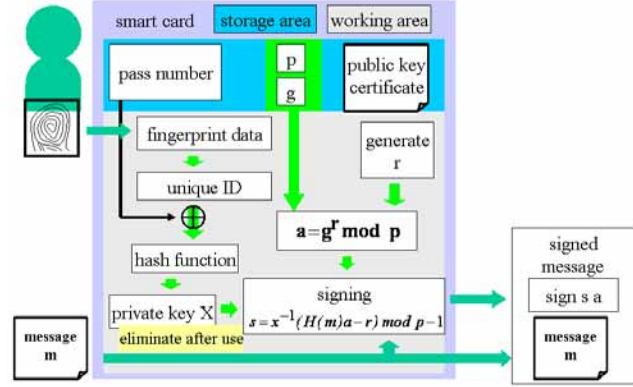 smart card
storage area
working area
pass number
p
g
public key
certificate
fingerprint data
generate
r
unique ID
a=g^r mod p
hash function
signed
message
private key X
signing
s=x^-1(H(m)a-r) mod p-1
sign s a
eliminate after use
message
m
message
m